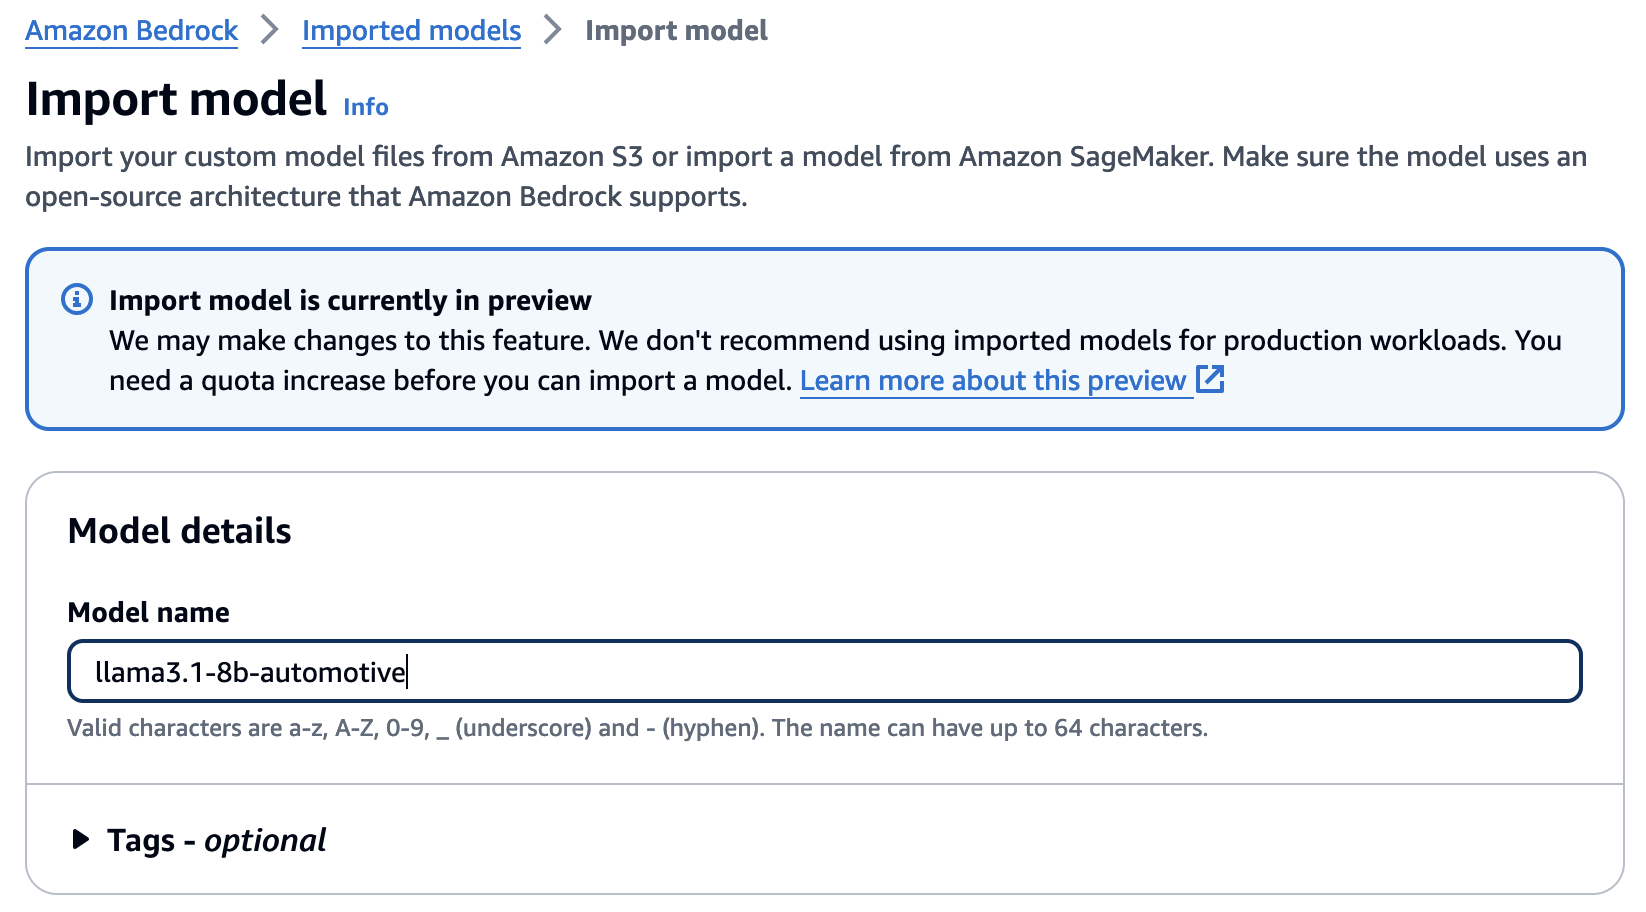 Amazon Bedrock > Imported models > Import model
Import model Info
Import your custom model files from Amazon S3 or import a model from Amazon SageMaker. Make sure the model uses an
open-source architecture that Amazon Bedrock supports.
Import model is currently in preview
We may make changes to this feature. We don't recommend using imported models for production workloads. You
need a quota increase before you can import a model. Learn more about this preview
Model details
Model name
llama3.1-8b-automotive
Valid characters are a-z, A-Z, 0-9, _ (underscore) and - (hyphen). The name can have up to 64 characters.
Tags - optional